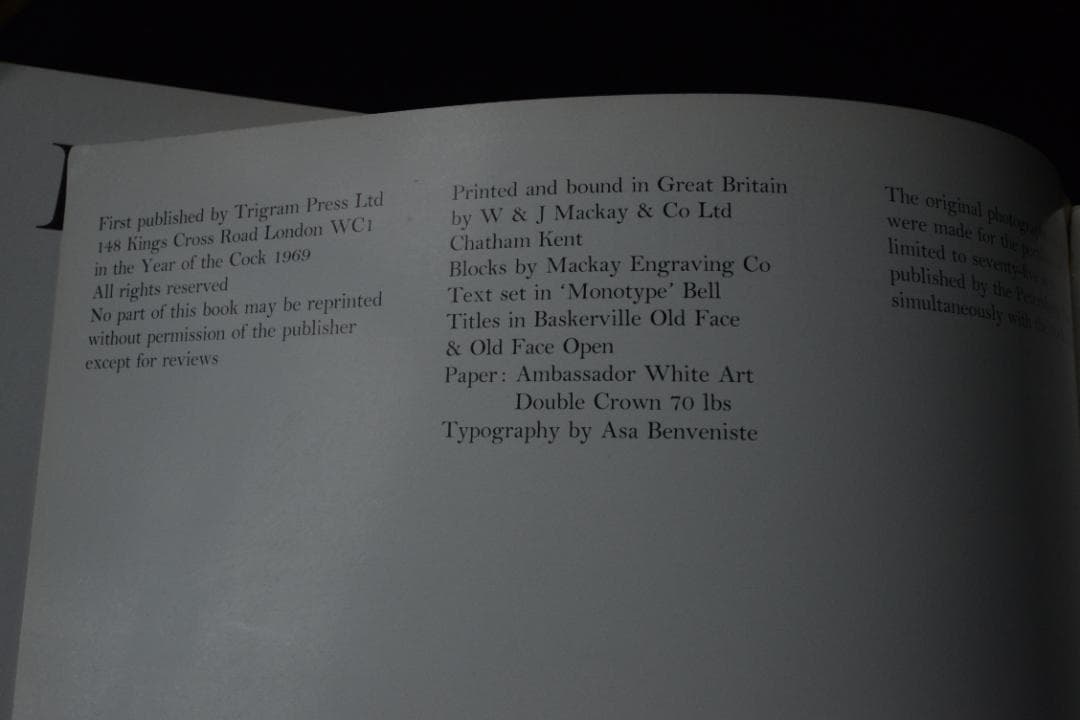 First published by Trigram Press Ltd
148 Kings Cross Road London WC1
in the Year of the Cock 1969
All rights reserved
No part of this book may be reprinted
without permission of the publisher
except for reviews
Printed and bound in Great Britain
by W & J Mackay & Co Ltd
Chatham Kent
Blocks by Mackay Engraving Co
Text set in ‘Monotype’ Bell
Titles in Baskerville Old Face
& Old Face Open
Paper: Ambassador White Art
Double Crown 70 lbs
Typography by Asa Benveniste
The original
were made for the
limited to
published by the
simultaneously with